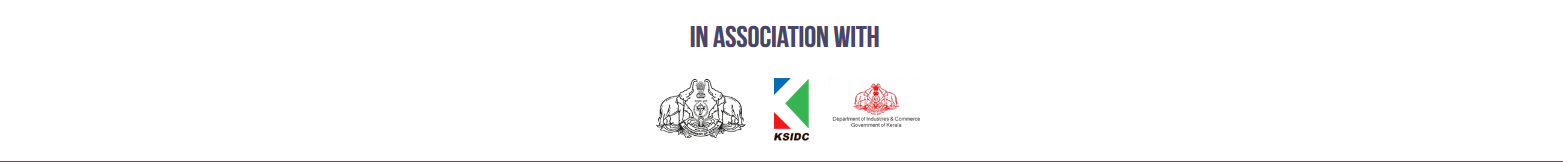 IN ASSOCIATION WITH
KSIDC
Department of Industries & Commerce
Government of Kerala